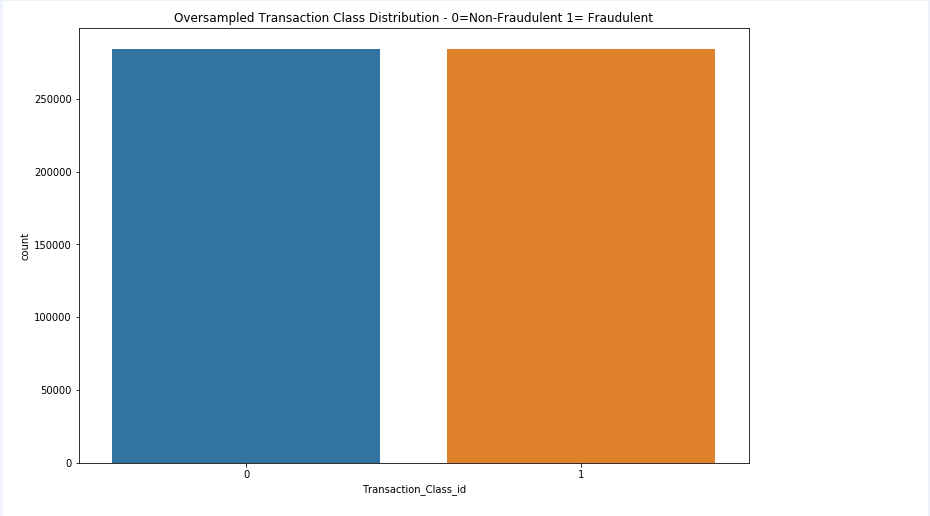 Oversampled Transaction Class Distribution - 0=Non-Fraudulent 1= Fraudulent
250000
200000
150000
100000
50000
0
count
0 1
Transaction_Class_id